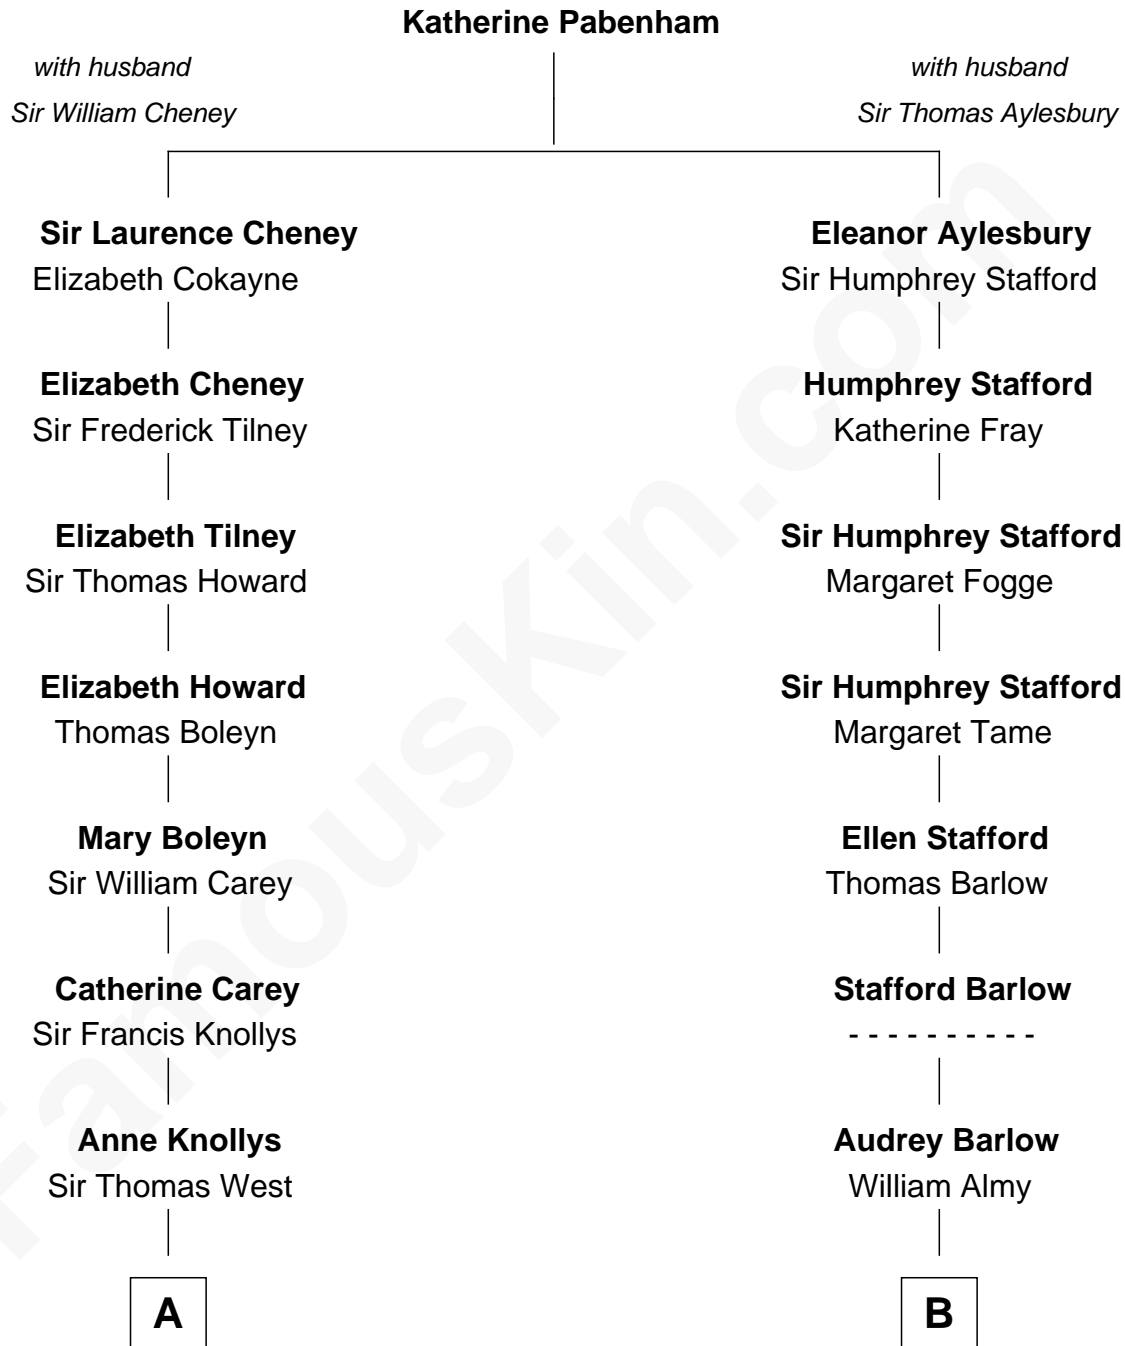 Katherine Pabenham
with husband
Sir William Cheney
with husband
Sir Thomas Aylesbury
Sir Laurence Cheney
Elizabeth Cokayne
Eleanor Aylesbury
Sir Humphrey Stafford
Elizabeth Cheney
Sir Frederick Tilney
Humphrey Stafford
Katherine Fray
Elizabeth Tilney
Sir Thomas Howard
Sir Humphrey Stafford
Margaret Fogge
Elizabeth Howard
Thomas Boleyn
Sir Humphrey Stafford
Margaret Tame
Mary Boleyn
Sir William Carey
Ellen Stafford
Thomas Barlow
Catherine Carey
Sir Francis Knollys
Stafford Barlow
- - - - - - - - - -
Anne Knollys
Sir Thomas West
Audrey Barlow
William Almy
A
B
FamousKin.com